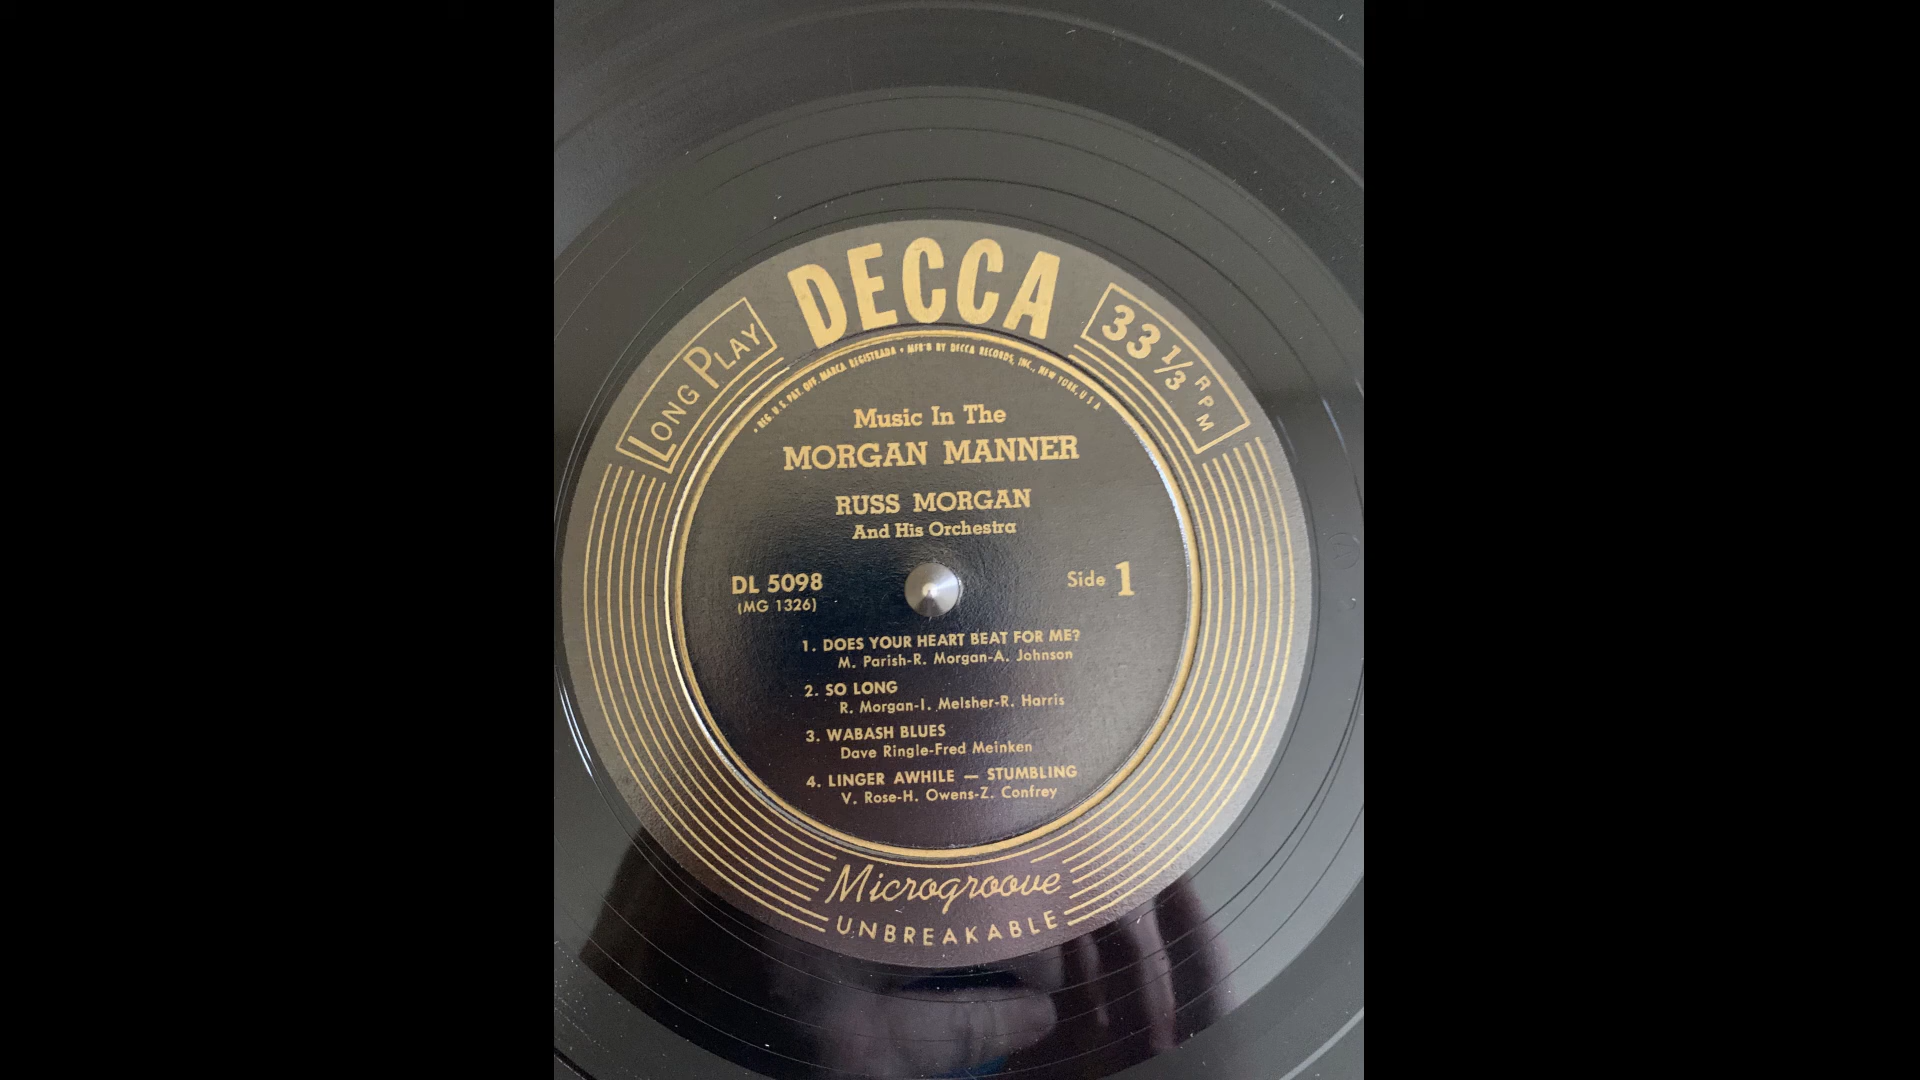 DECCA
LONG PLAY
33 1/3 RPM
• REG. U.S. PAT. OFF. MARCA REGISTRADA • MFR'D BY DECCA RECORDS, INC., NEW YORK, U S A
Music In The
MORGAN MANNER
RUSS MORGAN
And His Orchestra
DL 5098
(MG 1326)
Side 1
1. DOES YOUR HEART BEAT FOR ME?
M. Parish-R. Morgan-A. Johnson
2. SO LONG
R. Morgan-I. Melsher-R. Harris
3. WABASH BLUES
Dave Ringle-Fred Meinken
4. LINGER AWHILE — STUMBLING
V. Rose-H. Owens-Z. Confrey
Microgroove
UNBREAKABLE